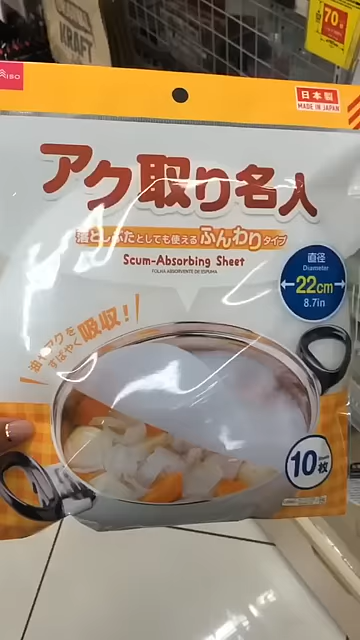 70
KRAFT
日本製
MADE IN JAPAN
アク取り名人
落としぶたとしても使えるふんわりタイプ
Scum-Absorbing Sheet
FOLHA ABSORVENTE DE ESPUMA
直径
Diameter
22cm
8.7in
油やアクを
すばやく吸収!
10枚